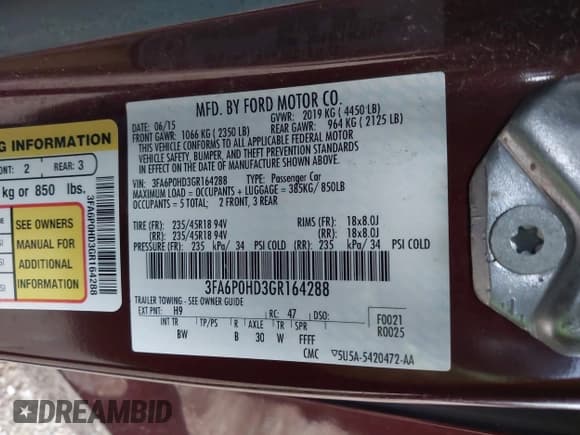 MFD. BY FORD MOTOR CO.
DATE: 06/15 GVWR: 2019 KG (4450 LB)
FRONT GAWR: 1066 KG (2350 LB) REAR GAWR: 964 KG (2125 LB)
THIS VEHICLE CONFORMS TO ALL APPLICABLE FEDERAL MOTOR
VEHICLE SAFETY, BUMPER, AND THEFT PREVENTION STANDARDS
IN EFFECT ON THE DATE OF MANUFACTURE SHOWN ABOVE.
VIN: 3FA6P0HD3GR164288 TYPE: Passenger Car
MAXIMUM LOAD = OCCUPANTS + LUGGAGE = 385KG/ 850LB
OCCUPANTS = 5 TOTAL; 2 FRONT, 3 REAR
TIRE (FR): 235/45R18 94V RIMS (FR): 18x8.0J
(RR): 235/45R18 94V (RR): 18x8.0J
PRESSURE (FR): 235 kPa/ 34 PSI COLD (RR): 235 kPa/ 34 PSI COLD
3FA6P0HD3GR164288
TRAILER TOWING - SEE OWNER GUIDE
EXT PNT: H9 RC: 47 DSO: F0021
R0025
INT TR TP/PS R TR SPR
BW B 30 W FFFF
CMC 5U5A-5420472-AA
G INFORMATION
ONT: 2 REAR: 3
kg or 850 lbs.
3FA6P0HD3GR164288
SEE OWNERS
MANUAL FOR
ADDITIONAL
INFORMATION
DREAMBID